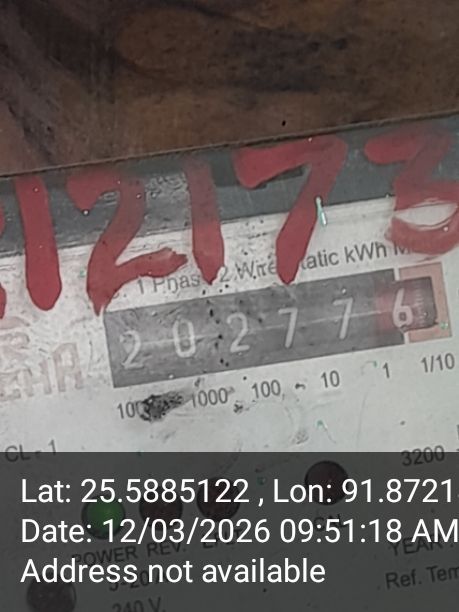 12173
1 Phase 2 Wire Static kWh M
2 0 2 7 7 6
1000 100 10 1 1/10
CL - 1
3200
Lat: 25.5885122 , Lon: 91.8721
Date: 12/03/2026 09:51:18 AM
POWER REV.
Address not available
YEAR
Ref. Tem
240 V